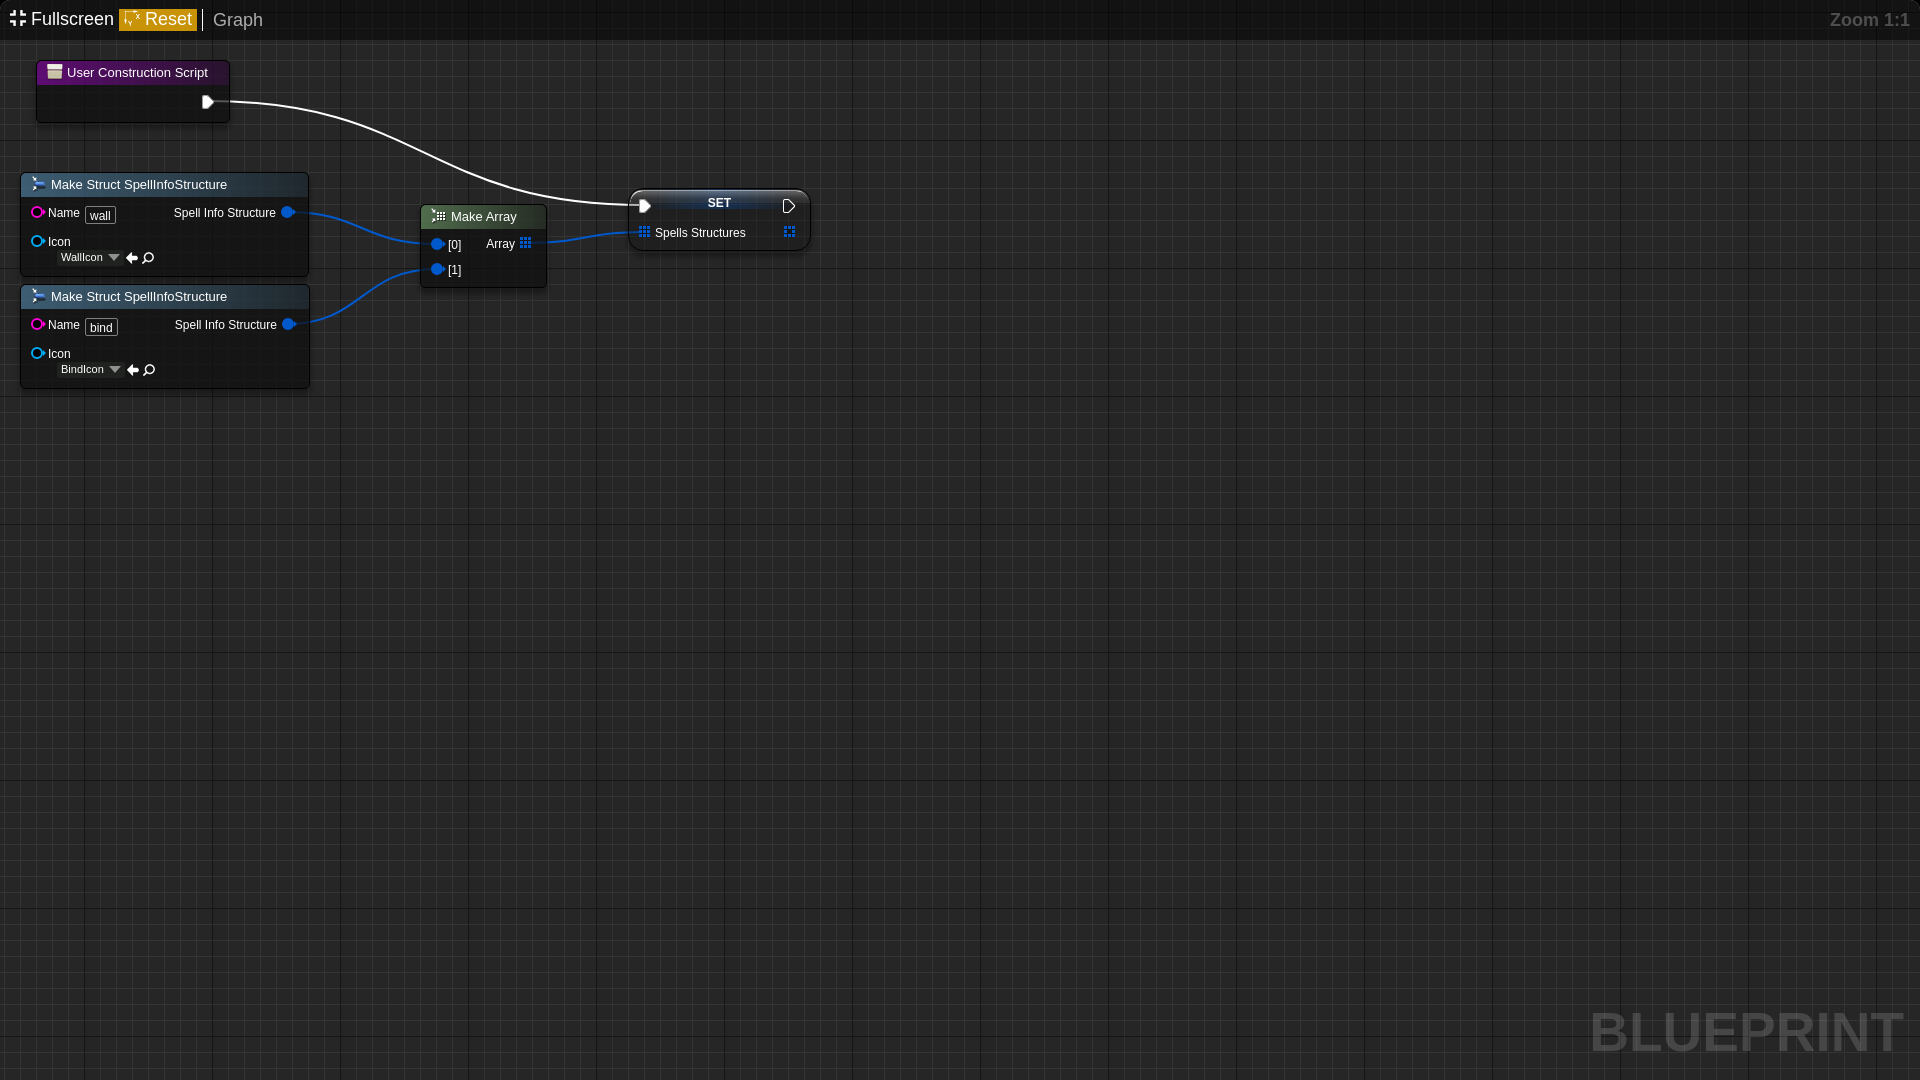 Fullscreen Reset Graph Zoom 1:1
User Construction Script
Make Struct SpellInfoStructure
Name wall Spell Info Structure
Icon
WallIcon
Make Struct SpellInfoStructure
Name bind Spell Info Structure
Icon
BindIcon
Make Array
[0] Array
[1]
SET
Spells Structures
BLUEPRINT